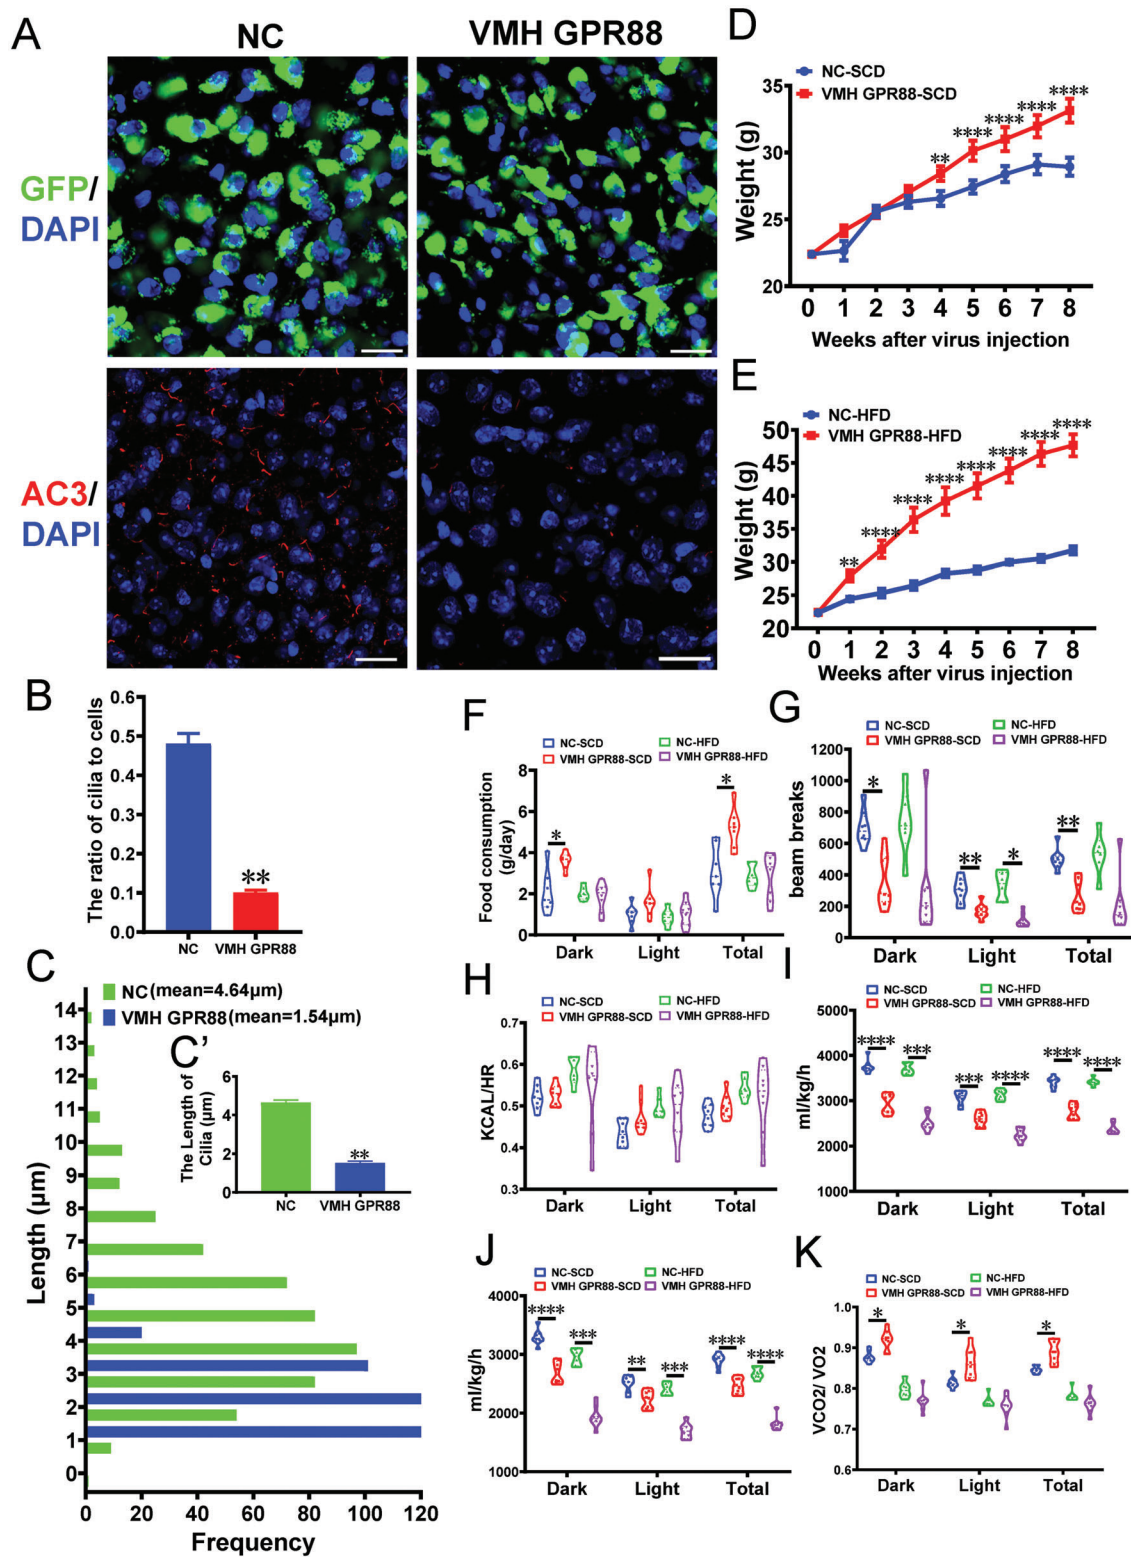 A
NC
VMH GPR88
GFP/
DAPI
AC3/
DAPI
D
NC-SCD
VMH GPR88-SCD
Weight (g)
35
30
25
20
**
****
****
****
****
0 1 2 3 4 5 6 7 8
Weeks after virus injection
E
NC-HFD
VMH GPR88-HFD
Weight (g)
50
45
40
35
30
25
20
**
****
****
****
****
****
****
****
0 1 2 3 4 5 6 7 8
Weeks after virus injection
B
The ratio of cilia to cells
0.6
0.5
0.4
0.3
0.2
0.1
0.0
**
NC VMH GPR88
C
NC(mean=4.64μm)
VMH GPR88(mean=1.54μm)
Length (μm)
14
13
12
11
10
9
8
7
6
5
4
3
2
1
0
0 20 40 60 80 100 120
Frequency
C'
The Length of
Cilia (μm)
6
4
2
0
**
NC VMH GPR88
F
NC-SCD NC-HFD
VMH GPR88-SCD VMH GPR88-HFD
Food consumption
(g/day)
8
6
4
2
0
*
*
Dark Light Total
G
NC-SCD NC-HFD
VMH GPR88-SCD VMH GPR88-HFD
beam breaks
1200
1000
800
600
400
200
0
*
**
*
**
Dark Light Total
H
NC-SCD NC-HFD
VMH GPR88-SCD VMH GPR88-HFD
KCAL/HR
0.7
0.6
0.5
0.4
0.3
Dark Light Total
I
NC-SCD NC-HFD
VMH GPR88-SCD VMH GPR88-HFD
ml/kg/h
5000
4000
3000
2000
1000
****
***
***
****
****
****
Dark Light Total
J
NC-SCD NC-HFD
VMH GPR88-SCD VMH GPR88-HFD
ml/kg/h
4000
3000
2000
1000
****
***
**
***
****
****
Dark Light Total
K
NC-SCD NC-HFD
VMH GPR88-SCD VMH GPR88-HFD
VCO2/ VO2
1.0
0.9
0.8
0.7
0.6
*
*
*
Dark Light Total